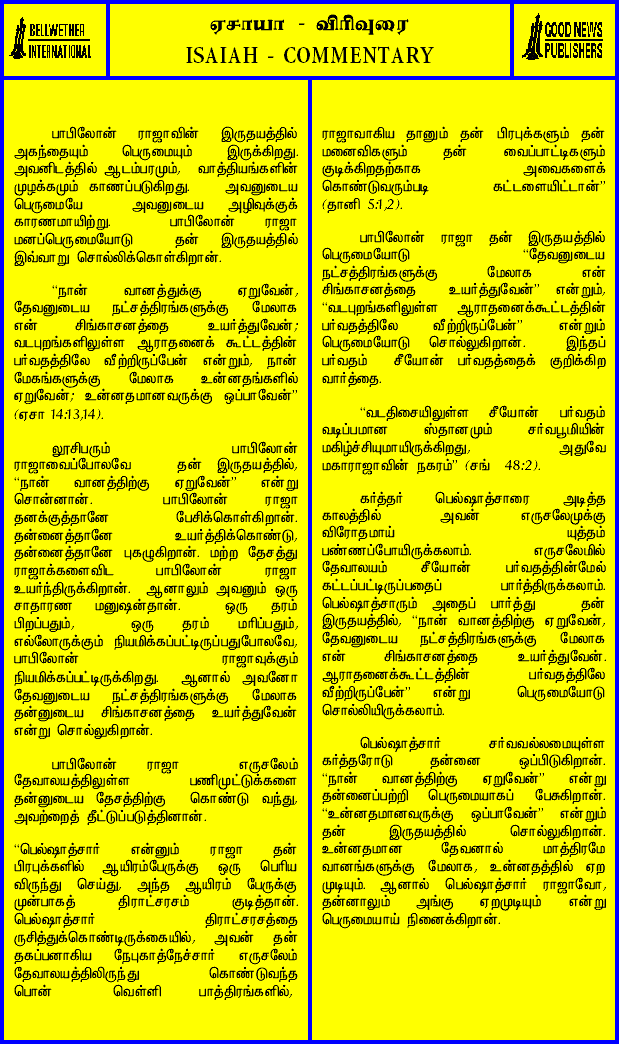 BELLWETHER
INTERNATIONAL
ஏசாயா - விரிவுரை
ISAIAH - COMMENTARY
GOOD NEWS
PUBLISHERS
பாபிலோன் ராஜாவின் இருதயத்தில்
அகந்தையும் பெருமையும் இருக்கிறது.
அவனிடத்தில் ஆடம்பரமும், வாத்தியங்களின்
முழக்கமும் காணப்படுகிறது. அவனுடைய
பெருமையே அவனுடைய அழிவுக்குக்
காரணமாயிற்று. பாபிலோன் ராஜா
மனப்பெருமையோடு தன் இருதயத்தில்
இவ்வாறு சொல்லிக்கொள்கிறான்.
“நான் வானத்துக்கு ஏறுவேன்,
தேவனுடைய நட்சத்திரங்களுக்கு மேலாக
என் சிங்காசனத்தை உயர்த்துவேன்;
வடபுறங்களிலுள்ள ஆராதனைக் கூட்டத்தின்
பர்வதத்திலே வீற்றிருப்பேன் என்றும், நான்
மேகங்களுக்கு மேலாக உன்னதங்களில்
ஏறுவேன்; உன்னதமானவருக்கு ஒப்பாவேன்”
(ஏசா 14:13,14).
லூசிபரும் பாபிலோன்
ராஜாவைப்போலவே தன் இருதயத்தில்,
“நான் வானத்திற்கு ஏறுவேன்” என்று
சொன்னான். பாபிலோன் ராஜா
தனக்குத்தானே பேசிக்கொள்கிறான்.
தன்னைத்தானே உயர்த்திக்கொண்டு,
தன்னைத்தானே புகழுகிறான். மற்ற தேசத்து
ராஜாக்களைவிட பாபிலோன் ராஜா
உயர்ந்திருக்கிறான். ஆனாலும் அவனும் ஒரு
சாதாரண மனுஷன்தான். ஒரு தரம்
பிறப்பதும், ஒரு தரம் மரிப்பதும்,
எல்லோருக்கும் நியமிக்கப்பட்டிருப்பதுபோலவே,
பாபிலோன் ராஜாவுக்கும்
நியமிக்கப்பட்டிருக்கிறது. ஆனால் அவனோ
தேவனுடைய நட்சத்திரங்களுக்கு மேலாக
தன்னுடைய சிங்காசனத்தை உயர்த்துவேன்
என்று சொல்லுகிறான்.
பாபிலோன் ராஜா எருசலேம்
தேவாலயத்திலுள்ள பணிமுட்டுக்களை
தன்னுடைய தேசத்திற்கு கொண்டு வந்து,
அவற்றைத் தீட்டுப்படுத்தினான்.
“பெல்ஷாத்சார் என்னும் ராஜா தன்
பிரபுக்களில் ஆயிரம்பேருக்கு ஒரு பெரிய
விருந்து செய்து, அந்த ஆயிரம் பேருக்கு
முன்பாகத் திராட்சரசம் குடித்தான்.
பெல்ஷாத்சார் திராட்சரசத்தை
ருசித்துக்கொண்டிருக்கையில், அவன் தன்
தகப்பனாகிய நேபுகாத்நேச்சார் எருசலேம்
தேவாலயத்திலிருந்து கொண்டுவந்த
பொன் வெள்ளி பாத்திரங்களில்,
ராஜாவாகிய தானும் தன் பிரபுக்களும் தன்
மனைவிகளும் தன் வைப்பாட்டிகளும்
குடிக்கிறதற்காக அவைகளைக்
கொண்டுவரும்படி கட்டளையிட்டான்”
(தானி 5:1,2).
பாபிலோன் ராஜா தன் இருதயத்தில்
பெருமையோடு “தேவனுடைய
நட்சத்திரங்களுக்கு மேலாக என்
சிங்காசனத்தை உயர்த்துவேன்” என்றும்,
“வடபுறங்களிலுள்ள ஆராதனைக்கூட்டத்தின்
பர்வதத்திலே வீற்றிருப்பேன்” என்றும்
பெருமையோடு சொல்லுகிறான். இந்தப்
பர்வதம் சீயோன் பர்வதத்தைக் குறிக்கிற
வார்த்தை.
“வடதிசையிலுள்ள சீயோன் பர்வதம்
வடிப்பமான ஸ்தானமும் சர்வபூமியின்
மகிழ்ச்சியுமாயிருக்கிறது, அதுவே
மகாராஜாவின் நகரம்” (சங் 48:2).
கர்த்தர் பெல்ஷாத்சாரை அடித்த
காலத்தில் அவன் எருசலேமுக்கு
விரோதமாய் யுத்தம்
பண்ணப்போயிருக்கலாம். எருசலேமில்
தேவாலயம் சீயோன் பர்வதத்தின்மேல்
கட்டப்பட்டிருப்பதைப் பார்த்திருக்கலாம்.
பெல்ஷாத்சாரும் அதைப் பார்த்து தன்
இருதயத்தில், “நான் வானத்திற்கு ஏறுவேன்,
தேவனுடைய நட்சத்திரங்களுக்கு மேலாக
என் சிங்காசனத்தை உயர்த்துவேன்.
ஆராதனைக்கூட்டத்தின் பர்வதத்திலே
வீற்றிருப்பேன்” என்று பெருமையோடு
சொல்லியிருக்கலாம்.
பெல்ஷாத்சார் சர்வவல்லமையுள்ள
கர்த்தரோடு தன்னை ஒப்பிடுகிறான்.
“நான் வானத்திற்கு ஏறுவேன்” என்று
தன்னைப்பற்றி பெருமையாகப் பேசுகிறான்.
“உன்னதமானவருக்கு ஒப்பாவேன்” என்றும்
தன் இருதயத்தில் சொல்லுகிறான்.
உன்னதமான தேவனால் மாத்திரமே
வானங்களுக்கு மேலாக, உன்னதத்தில் ஏற
முடியும். ஆனால் பெல்ஷாத்சார் ராஜாவோ,
தன்னாலும் அங்கு ஏறமுடியும் என்று
பெருமையாய் நினைக்கிறான்.